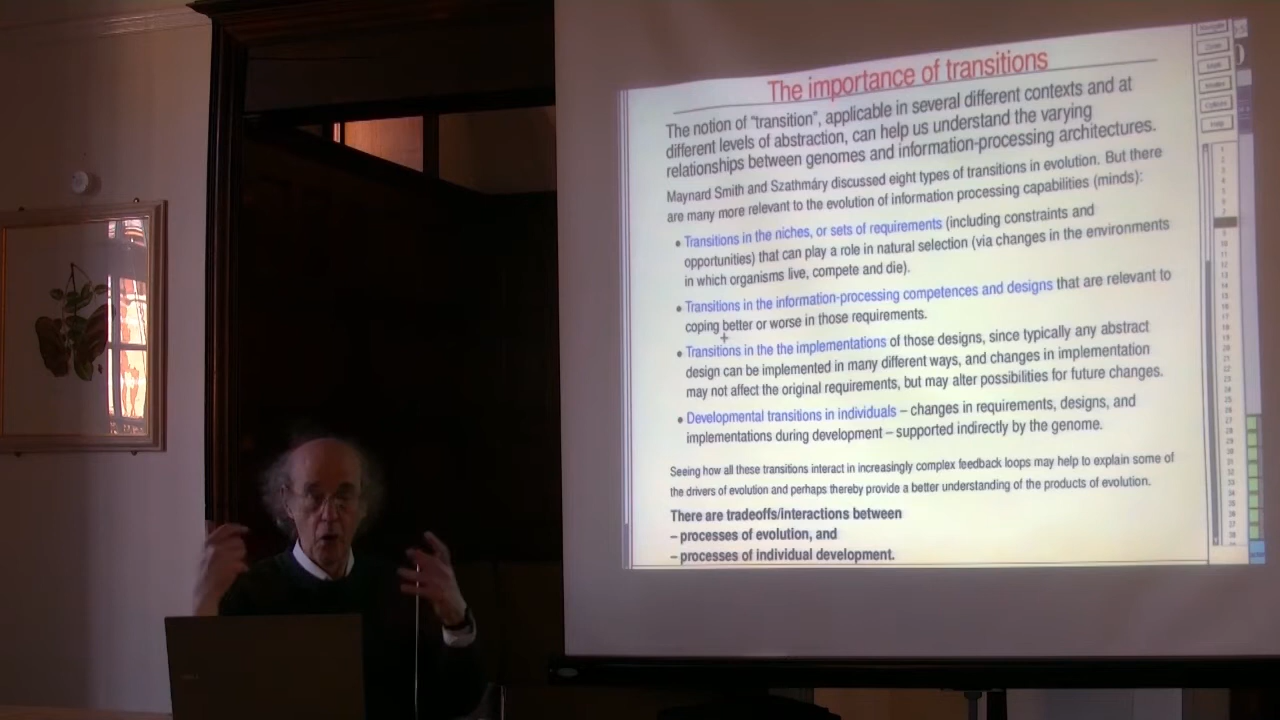 The importance of transitions
The notion of "transition", applicable in several different contexts and at
different levels of abstraction, can help us understand the varying
relationships between genomes and information-processing architectures.
Maynard Smith and Szathmáry discussed eight types of transitions in evolution. But there
are many more relevant to the evolution of information processing capabilities (minds):
• Transitions in the niches, or sets of requirements (including constraints and
opportunities) that can play a role in natural selection (via changes in the environments
in which organisms live, compete and die).
• Transitions in the information-processing competences and designs that are relevant to
coping better or worse in those requirements.
• Transitions in the the implementations of those designs, since typically any abstract
design can be implemented in many different ways, and changes in implementation
may not affect the original requirements, but may alter possibilities for future changes.
• Developmental transitions in individuals – changes in requirements, designs, and
implementations during development – supported indirectly by the genome.
Seeing how all these transitions interact in increasingly complex feedback loops may help to explain some of
the drivers of evolution and perhaps thereby provide a better understanding of the products of evolution.
There are tradeoffs/interactions between
– processes of evolution, and
– processes of individual development.